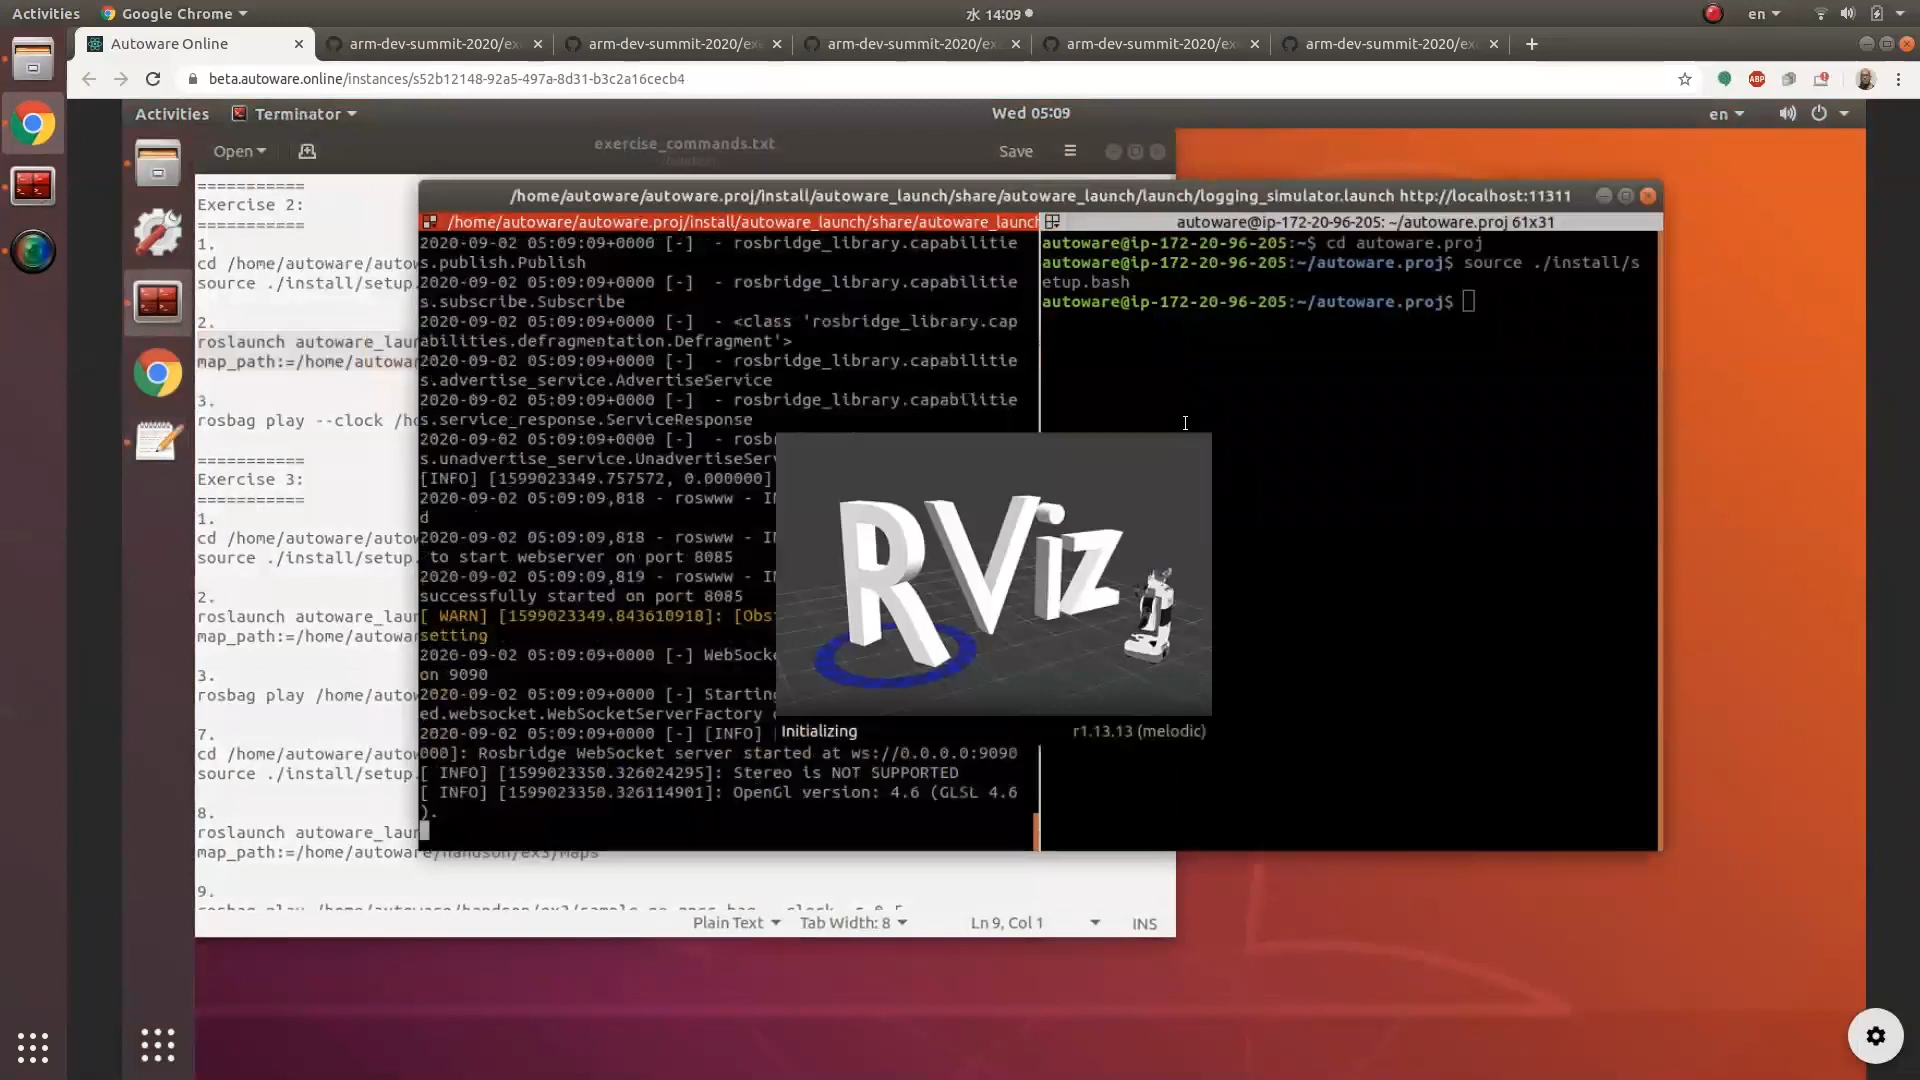 Activities
Google Chrome
水 14:09
en
Autoware Online
arm-dev-summit-2020/ex
arm-dev-summit-2020/ex
arm-dev-summit-2020/ex
arm-dev-summit-2020/ex
arm-dev-summit-2020/ex
beta.autoware.online/instances/s52b12148-92a5-497a-8d31-b3c2a16cecb4
ABP
Activities
Terminator
Wed 05:09
en
Open
exercise_commands.txt
Save
===========
Exercise 2:
===========
1.
cd /home/autoware/autow
source ./install/setup.
2.
roslaunch autoware_laun
map_path:=/home/autowar
3.
rosbag play --clock /ho
===========
Exercise 3:
===========
1.
cd /home/autoware/autow
source ./install/setup.
2.
roslaunch autoware_laun
map_path:=/home/autowar
3.
rosbag play /home/autow
7.
cd /home/autoware/autow
source ./install/setup.
8.
roslaunch autoware_laun
map_path:=/home/autoware/handson/ex3/maps
9.
Plain Text
Tab Width: 8
Ln 9, Col 1
INS
/home/autoware/autoware.proj/install/autoware_launch/share/autoware_launch/launch/logging_simulator.launch http://localhost:11311
/home/autoware/autoware.proj/install/autoware_launch/share/autoware_launch
2020-09-02 05:09:09+0000 [-]  - rosbridge_library.capabilitie
s.publish.Publish
2020-09-02 05:09:09+0000 [-]  - rosbridge_library.capabilitie
s.subscribe.Subscribe
2020-09-02 05:09:09+0000 [-]  - <class 'rosbridge_library.cap
abilities.defragmentation.Defragment'>
2020-09-02 05:09:09+0000 [-]  - rosbridge_library.capabilitie
s.advertise_service.AdvertiseService
2020-09-02 05:09:09+0000 [-]  - rosbridge_library.capabilitie
s.service_response.ServiceResponse
2020-09-02 05:09:09+0000 [-]  - rosb
s.unadvertise_service.UnadvertiseServ
[INFO] [1599023349.757572, 0.000000]
2020-09-02 05:09:09,818 - roswww - I
d
2020-09-02 05:09:09,818 - roswww - I
to start webserver on port 8085
2020-09-02 05:09:09,819 - roswww - I
successfully started on port 8085
[ WARN] [1599023349.843610918]: [Obs
setting
2020-09-02 05:09:09+0000 [-] WebSock
on 9090
2020-09-02 05:09:09+0000 [-] Starting
ed.websocket.WebSocketServerFactory
2020-09-02 05:09:09+0000 [-] [INFO]
000]: Rosbridge WebSocket server started at ws://0.0.0.0:9090
[ INFO] [1599023350.326024295]: Stereo is NOT SUPPORTED
[ INFO] [1599023350.326114901]: OpenGl version: 4.6 (GLSL 4.6
).
autoware@ip-172-20-96-205: ~/autoware.proj 61x31
autoware@ip-172-20-96-205:~$ cd autoware.proj
autoware@ip-172-20-96-205:~/autoware.proj$ source ./install/s
etup.bash
autoware@ip-172-20-96-205:~/autoware.proj$
RViz
Initializing
r1.13.13 (melodic)